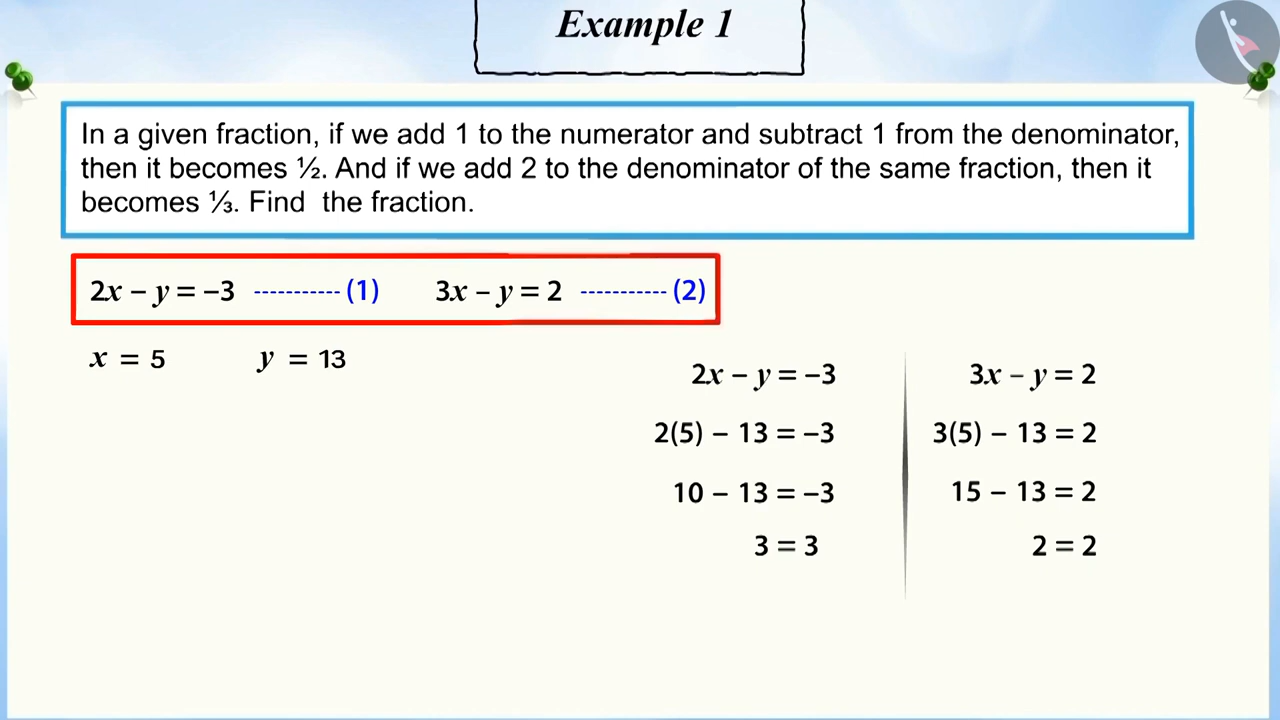 Example 1
In a given fraction, if we add 1 to the numerator and subtract 1 from the denominator,
then it becomes ½. And if we add 2 to the denominator of the same fraction, then it
becomes ⅓. Find the fraction.
2x – y = –3 ----------- (1) 3x – y = 2 ----------- (2)
x = 5 y = 13
2x – y = –3
2(5) – 13 = –3
10 – 13 = –3
3 = 3
3x – y = 2
3(5) – 13 = 2
15 – 13 = 2
2 = 2